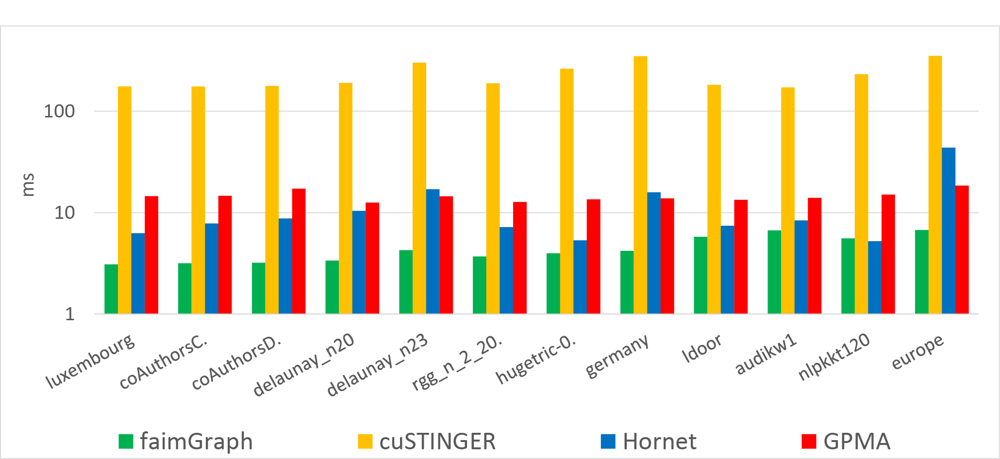 100
10
1
ms
luxembourg
coAuthorsC.
coAuthorsD.
delaunay_n20
delaunay_n23
rgg_n_2_20.
hugetric-0.
germany
ldoor
audikw1
nlpkkt120
europe
faimGraph
cuSTINGER
Hornet
GPMA